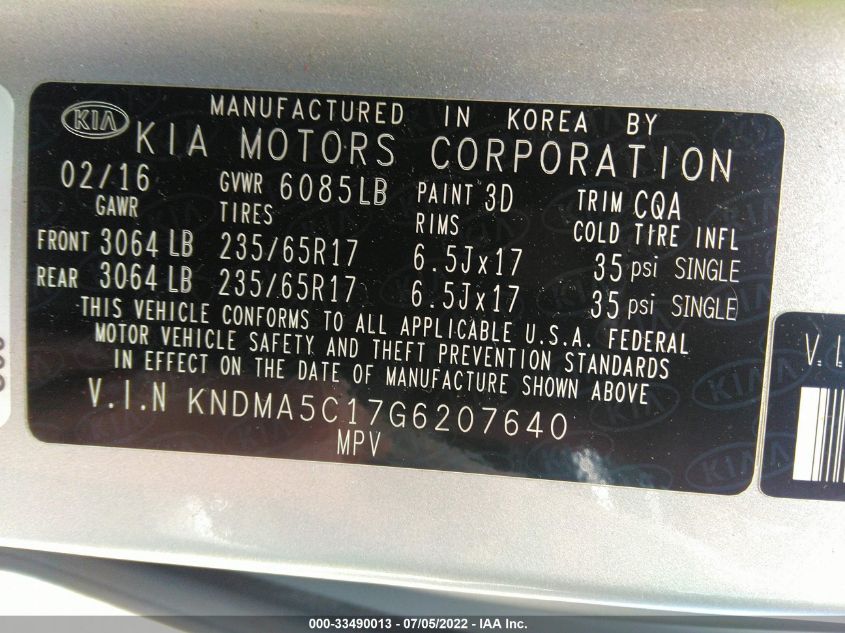 KIA
MANUFACTURED IN KOREA BY
KIA MOTORS CORPORATION
02/16 GVWR 6085LB PAINT 3D TRIM CQA
GAWR TIRES RIMS COLD TIRE INFL
FRONT 3064 LB 235/65R17 6.5Jx17 35 psi SINGLE
REAR 3064 LB 235/65R17 6.5Jx17 35 psi SINGLE
THIS VEHICLE CONFORMS TO ALL APPLICABLE U.S.A. FEDERAL
MOTOR VEHICLE SAFETY AND THEFT PREVENTION STANDARDS
IN EFFECT ON THE DATE OF MANUFACTURE SHOWN ABOVE
V.I.N KNDMA5C17G6207640
MPV
V.I.
000-33490013 - 07/05/2022 - IAA Inc.